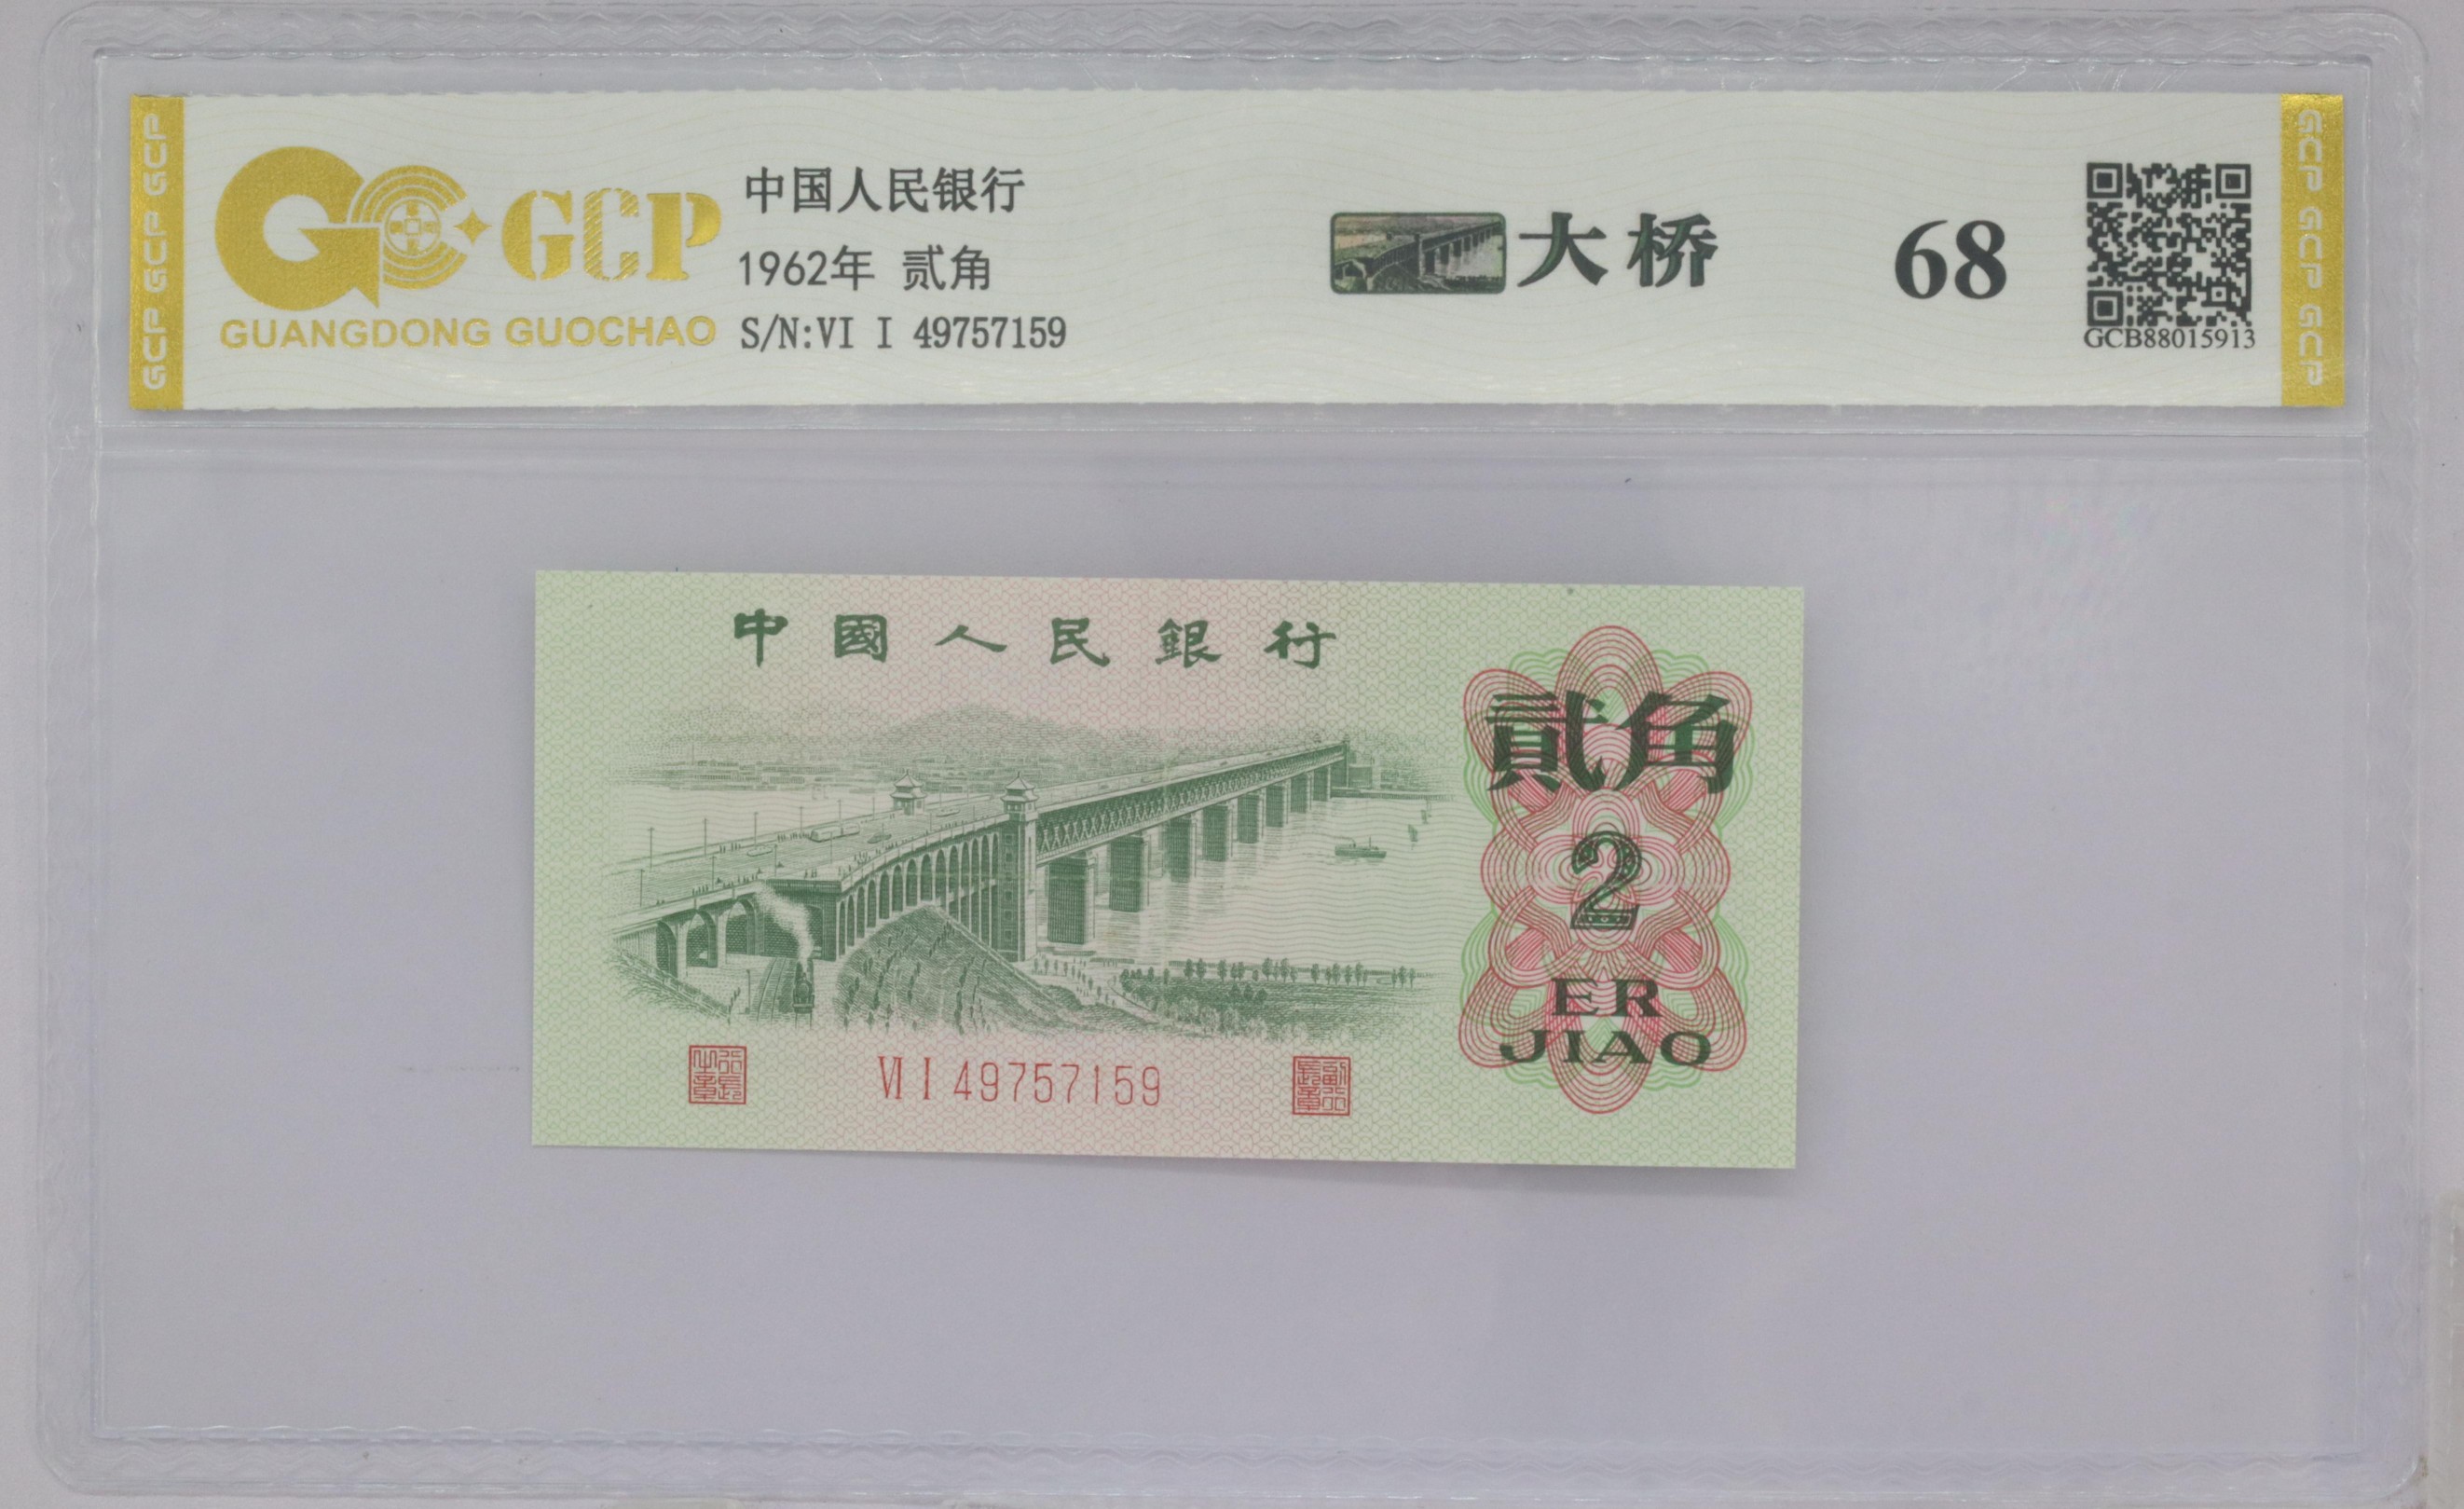 GCP GCP GCP
GCP
GUANGDONG GUOCHAO
中国人民银行
1962年 贰角
S/N:VI I 49757159
大桥
68
GCB88015913
GCP GCP GCP
中國人民銀行
貳角
2
ER
JIAO
VI I 49757159